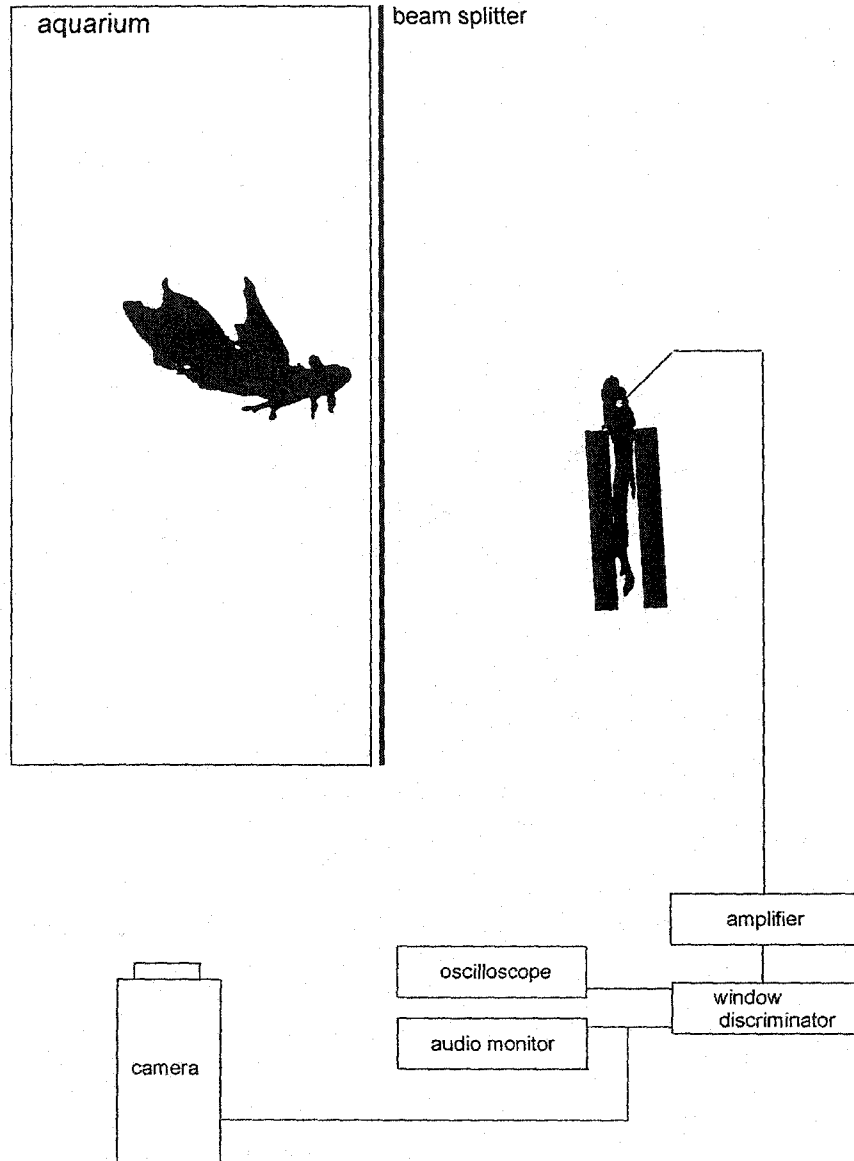 aquarium
beam splitter
amplifier
oscilloscope
window
discriminator
audio monitor
camera